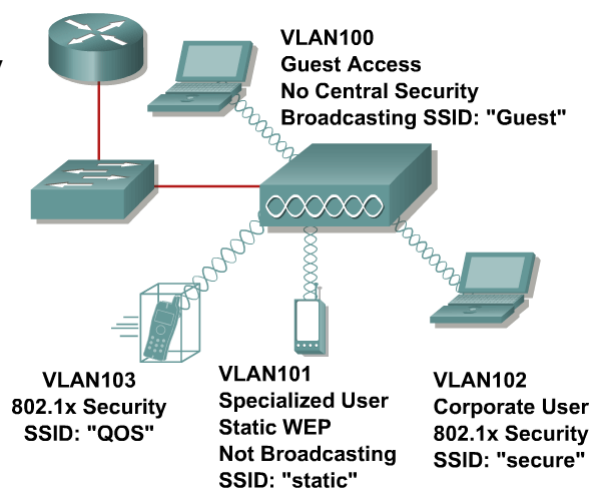 VLAN100
Guest Access
No Central Security
Broadcasting SSID: "Guest"
VLAN103
802.1x Security
SSID: "QOS"
VLAN101
Specialized User
Static WEP
Not Broadcasting
SSID: "static"
VLAN102
Corporate User
802.1x Security
SSID: "secure"